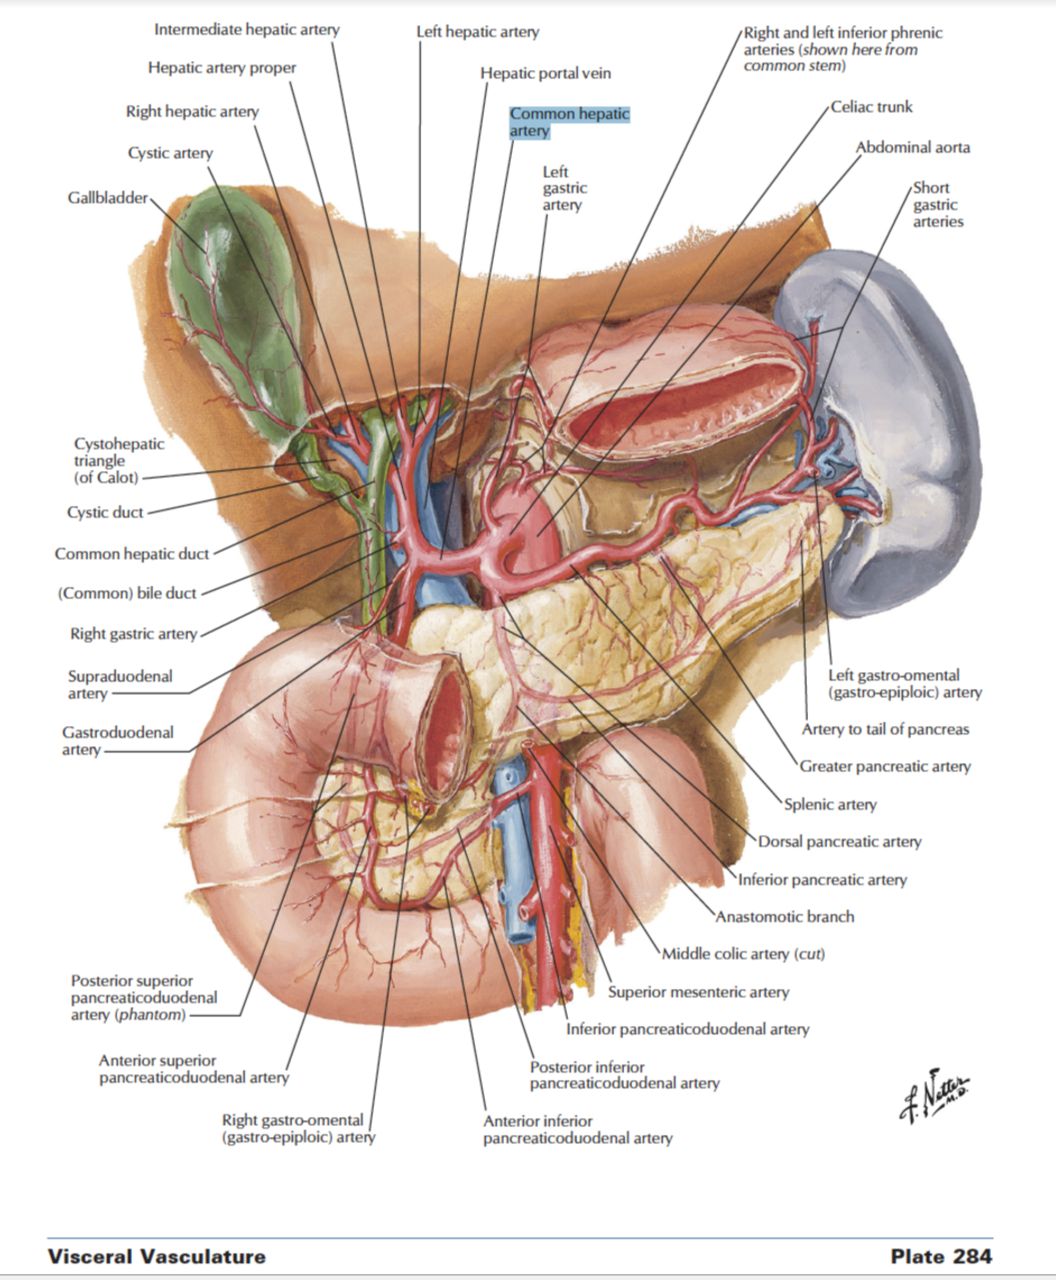 Intermediate hepatic artery
Left hepatic artery
Right and left inferior phrenic
arteries (shown here from
common stem)
Hepatic artery proper
Hepatic portal vein
Right hepatic artery
Common hepatic
artery
Celiac trunk
Cystic artery
Abdominal aorta
Left
gastric
artery
Gallbladder
Short
gastric
arteries
Cystohepatic
triangle
(of Calot)
Cystic duct
Common hepatic duct
(Common) bile duct
Right gastric artery
Supraduodenal
artery
Left gastro-omental
(gastro-epiploic) artery
Gastroduodenal
artery
Artery to tail of pancreas
Greater pancreatic artery
Splenic artery
Dorsal pancreatic artery
Inferior pancreatic artery
Anastomotic branch
Middle colic artery (cut)
Posterior superior
pancreaticoduodenal
artery (phantom)
Superior mesenteric artery
Inferior pancreaticoduodenal artery
Anterior superior
pancreaticoduodenal artery
Posterior inferior
pancreaticoduodenal artery
Right gastro-omental
(gastro-epiploic) artery
Anterior inferior
pancreaticoduodenal artery
F. Netter
M.D.
Visceral Vasculature
Plate 284